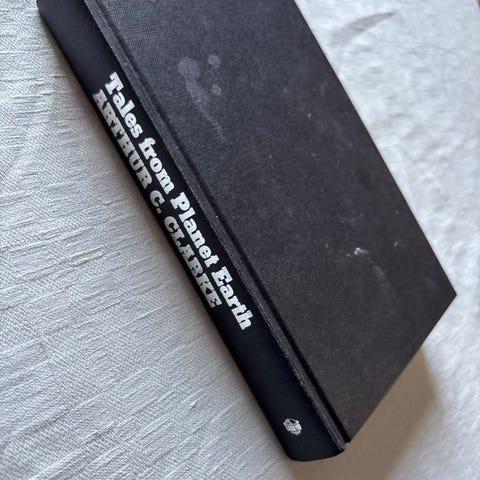 Tales from Planet Earth
ARTHUR C. CLARKE